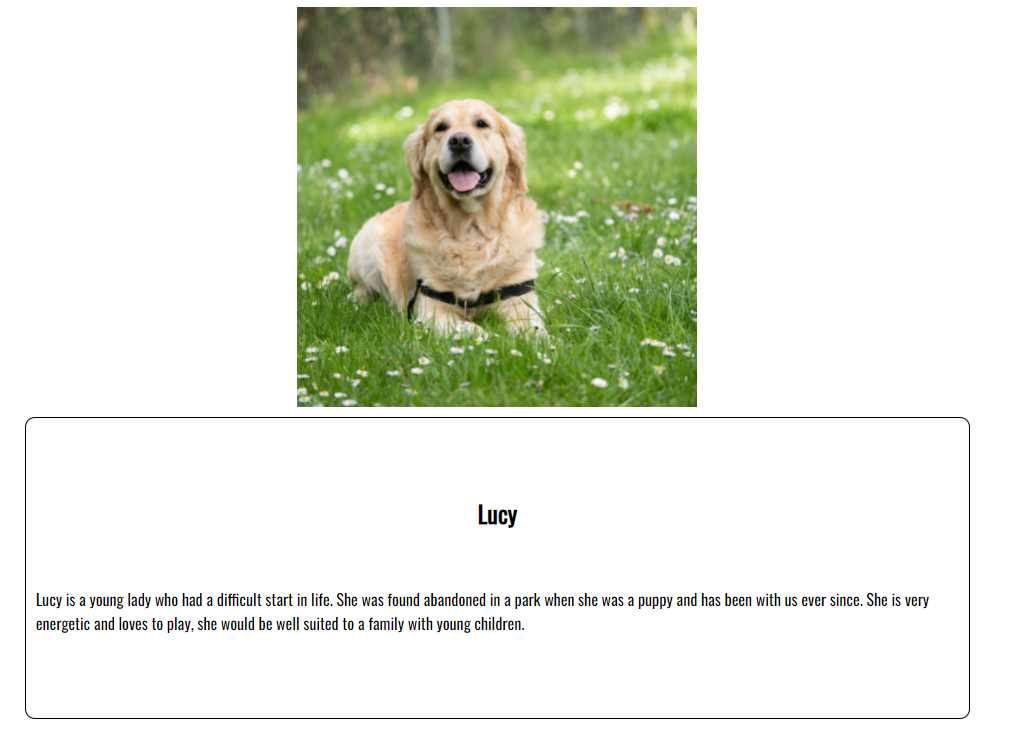 Lucy
Lucy is a young lady who had a difficult start in life. She was found abandoned in a park when she was a puppy and has been with us ever since. She is very
energetic and loves to play, she would be well suited to a family with young children.